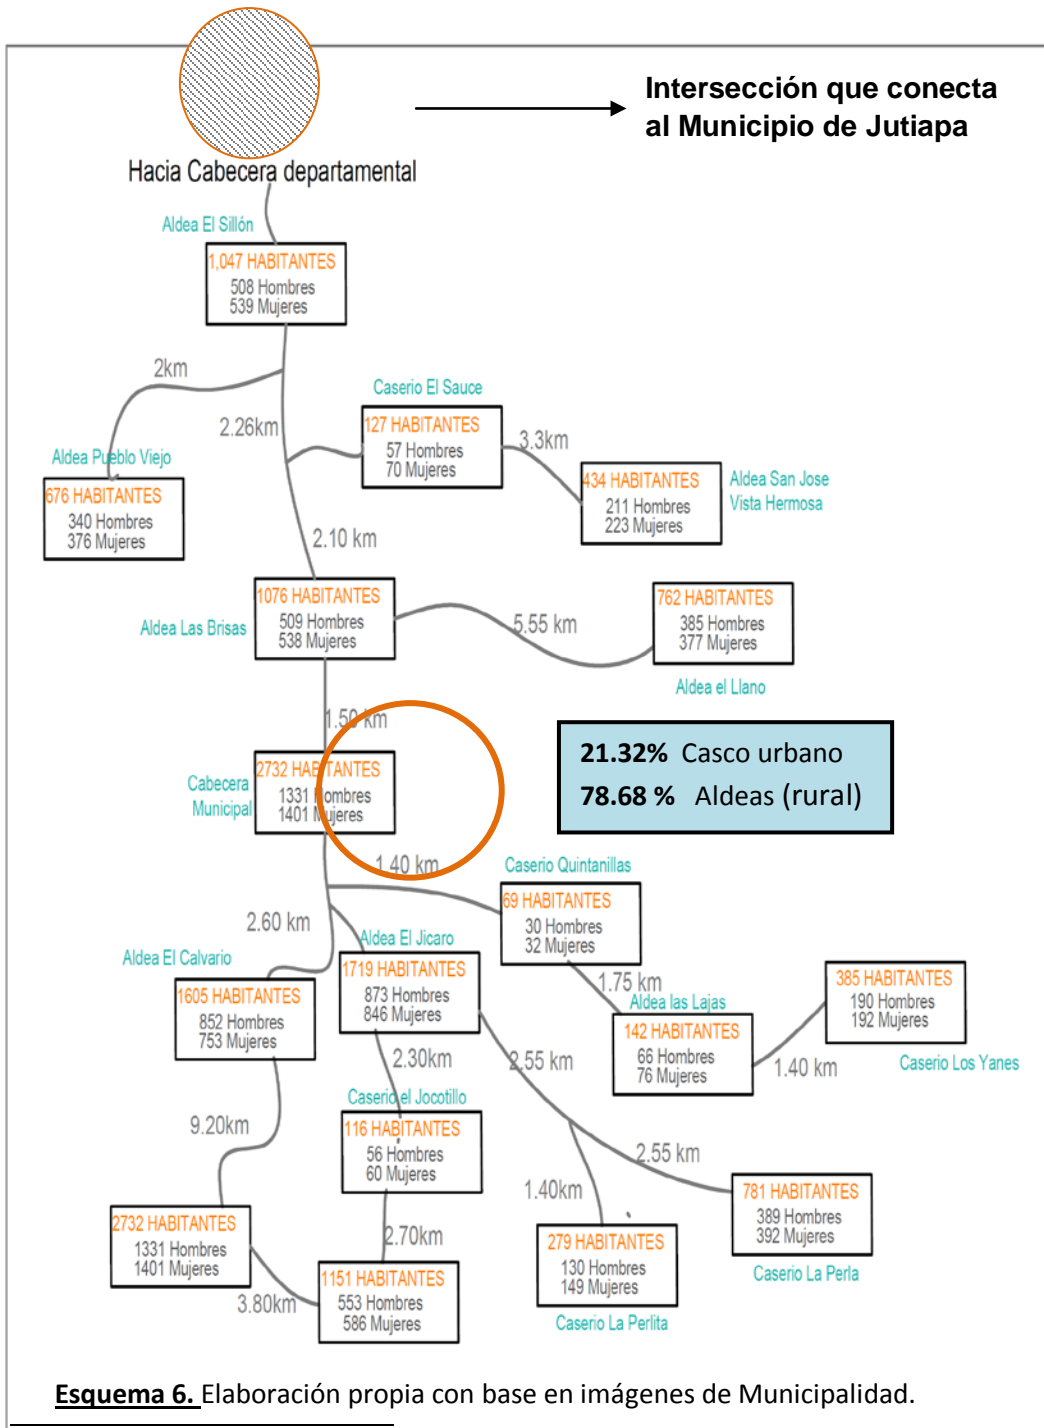 Intersección que conecta
al Municipio de Jutiapa
Hacia Cabecera departamental
Aldea El Sillón
1,047 HABITANTES
508 Hombres
539 Mujeres
2km
2.26km
Caserio El Sauce
127 HABITANTES
57 Hombres
70 Mujeres
3.3km
Aldea Pueblo Viejo
676 HABITANTES
340 Hombres
376 Mujeres
434 HABITANTES
211 Hombres
223 Mujeres
Aldea San Jose
Vista Hermosa
2.10 km
1076 HABITANTES
509 Hombres
538 Mujeres
Aldea Las Brisas
5.55 km
762 HABITANTES
385 Hombres
377 Mujeres
Aldea el Llano
1.50 km
2732 HABITANTES
1331 Hombres
1401 Mujeres
Cabecera
Municipal
21.32% Casco urbano
78.68 % Aldeas (rural)
1.40 km
Caserio Quintanillas
69 HABITANTES
30 Hombres
32 Mujeres
2.60 km
Aldea El Calvario
1605 HABITANTES
852 Hombres
753 Mujeres
Aldea El Jicaro
1719 HABITANTES
873 Hombres
846 Mujeres
1.75 km
Aldea las Lajas
142 HABITANTES
66 Hombres
76 Mujeres
385 HABITANTES
190 Hombres
192 Mujeres
1.40 km
Caserio Los Yanes
2.30km
2.55 km
Caserio el Jocotillo
116 HABITANTES
56 Hombres
60 Mujeres
9.20km
2.55 km
1.40km
781 HABITANTES
389 Hombres
392 Mujeres
Caserio La Perla
2732 HABITANTES
1331 Hombres
1401 Mujeres
2.70km
279 HABITANTES
130 Hombres
149 Mujeres
Caserio La Perlita
3.80km
1151 HABITANTES
553 Hombres
586 Mujeres
Esquema 6. Elaboración propia con base en imágenes de Municipalidad.